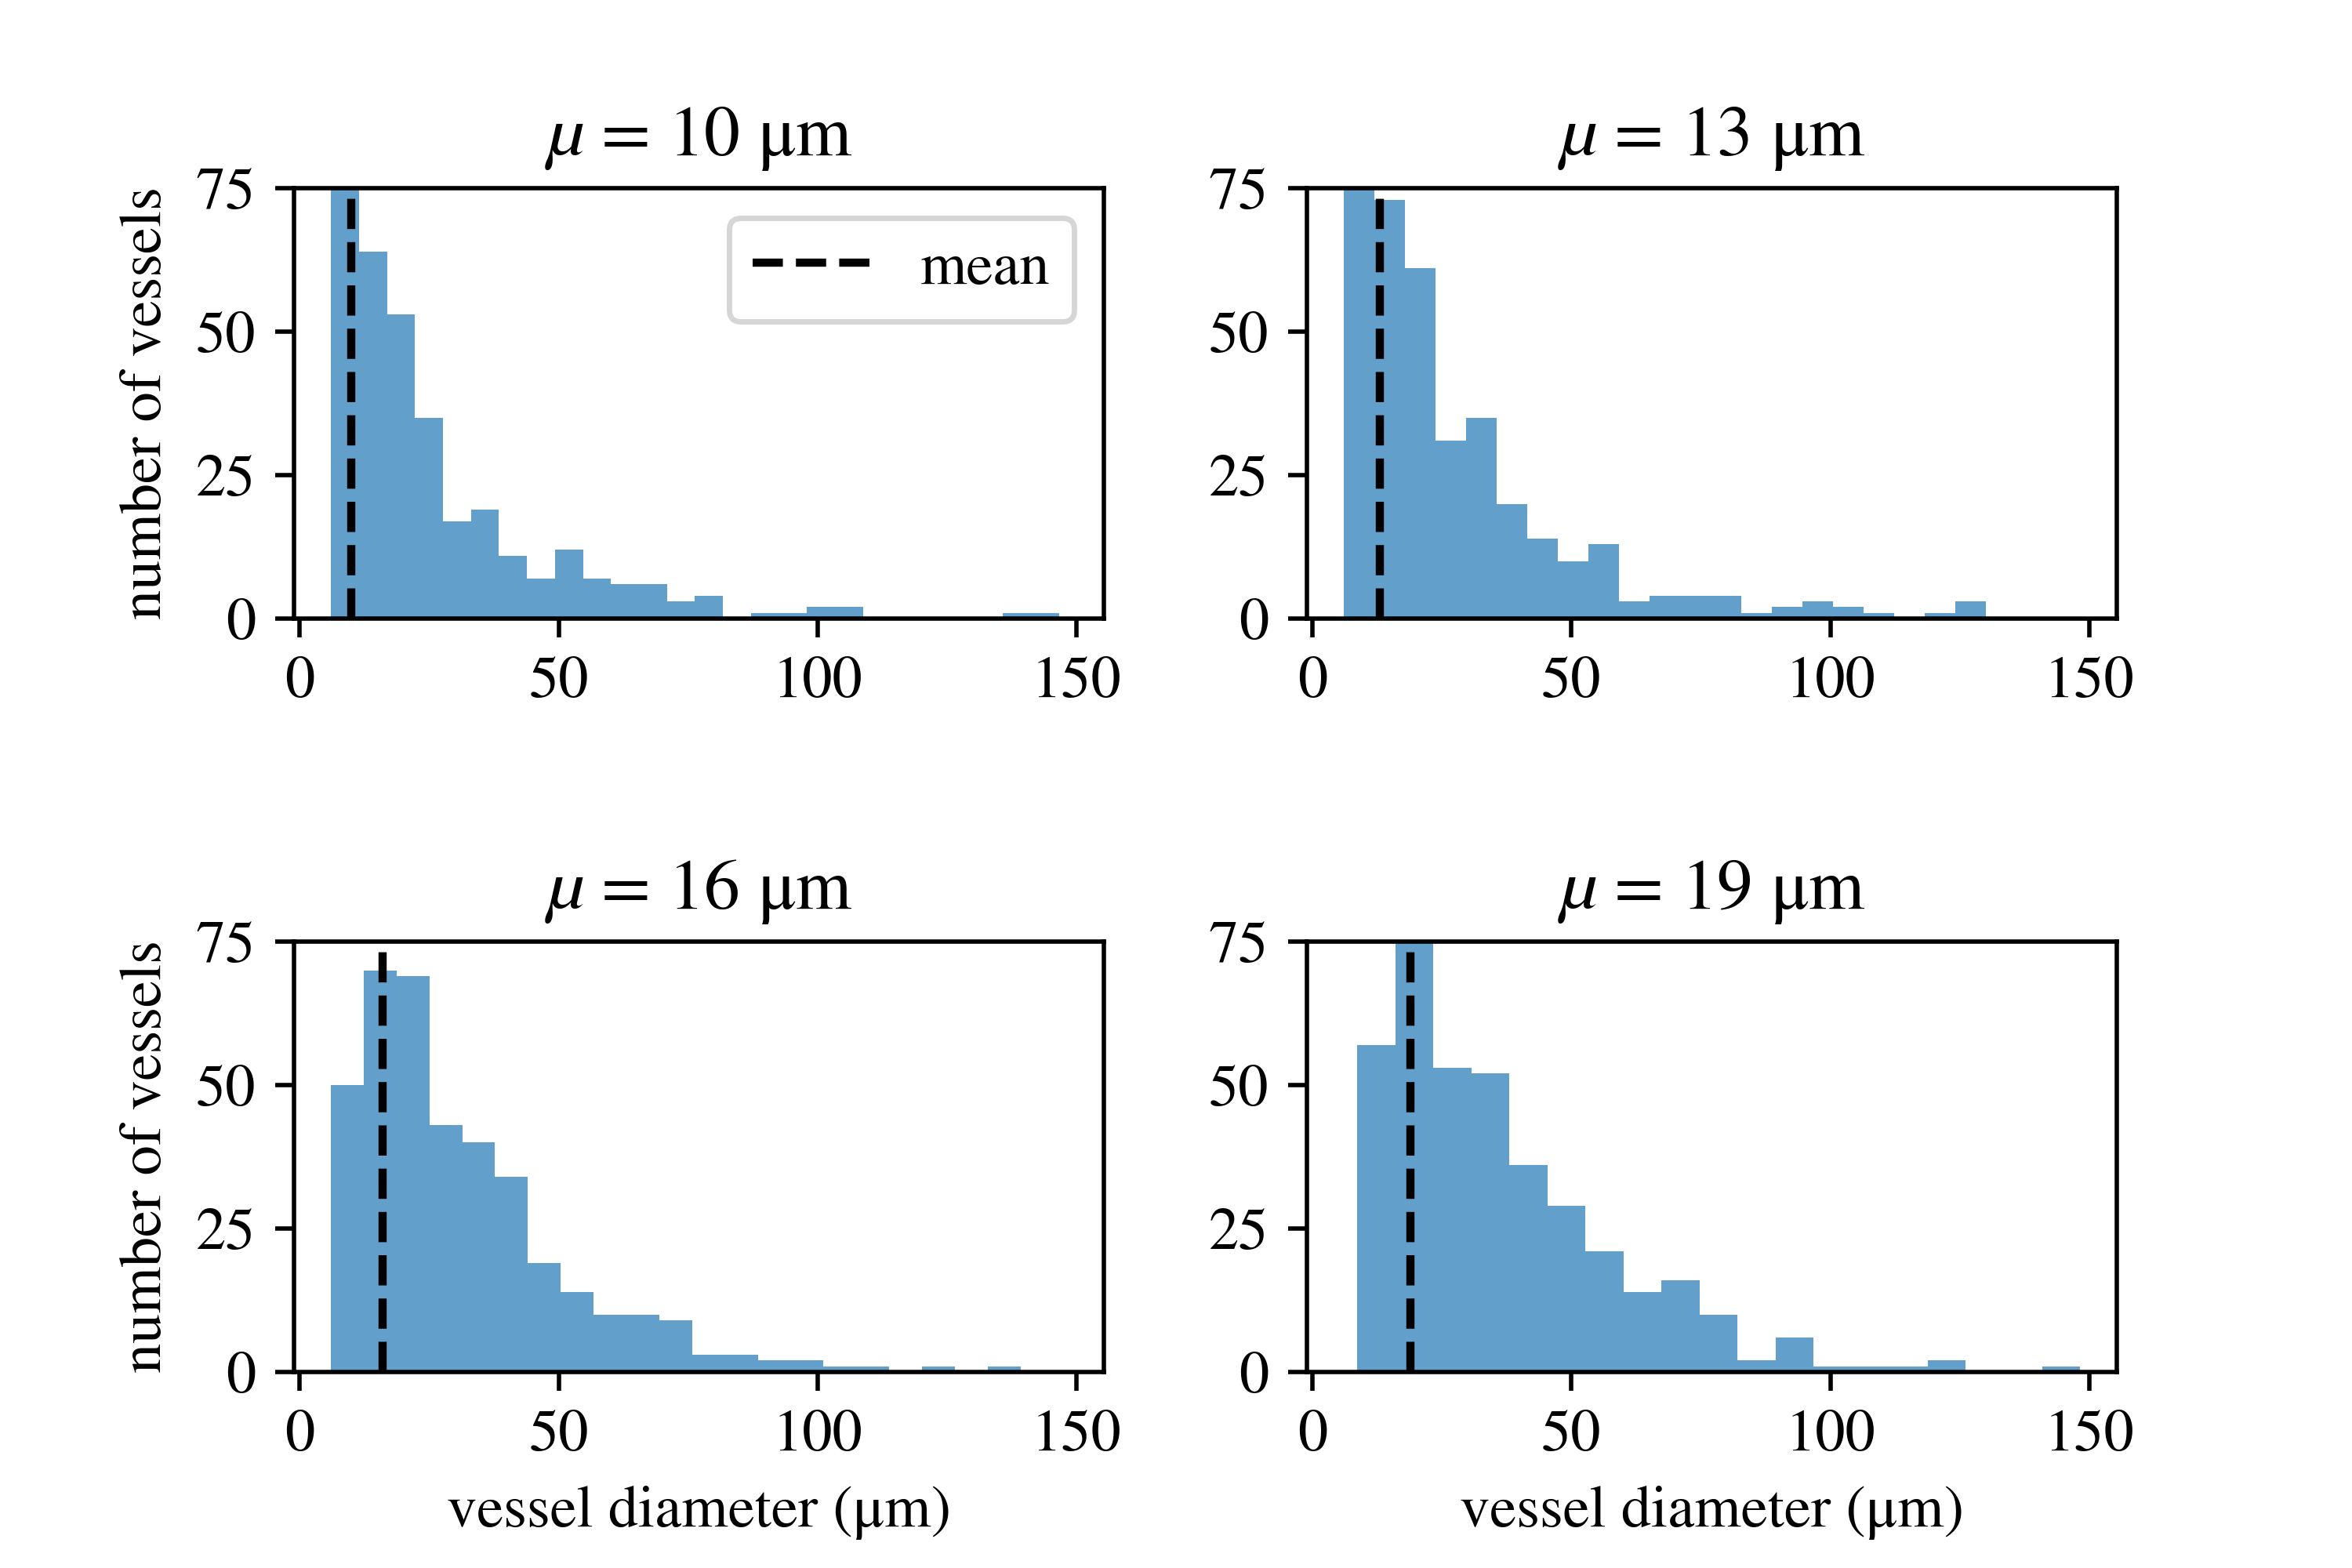 μ = 10 μm
number of vessels
75
50
25
0
mean
0 50 100 150
μ = 13 μm
75
50
25
0
0 50 100 150
μ = 16 μm
number of vessels
75
50
25
0
0 50 100 150
vessel diameter (μm)
μ = 19 μm
75
50
25
0
0 50 100 150
vessel diameter (μm)